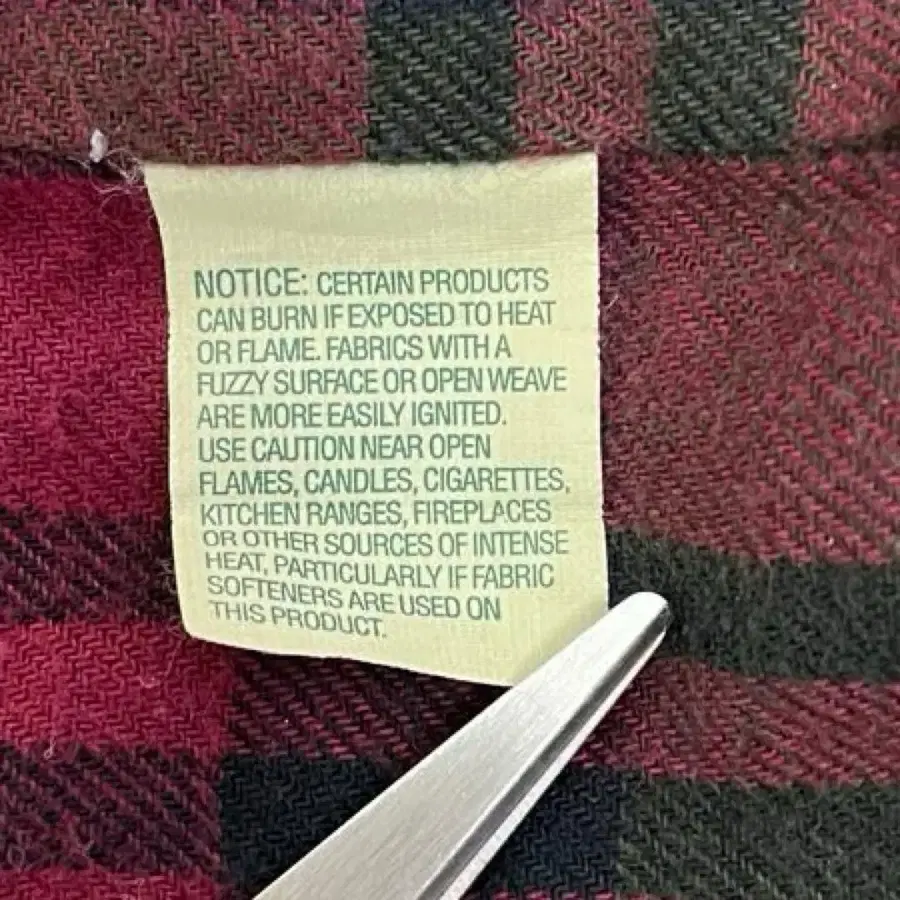 NOTICE: CERTAIN PRODUCTS
CAN BURN IF EXPOSED TO HEAT
OR FLAME. FABRICS WITH A
FUZZY SURFACE OR OPEN WEAVE
ARE MORE EASILY IGNITED.
USE CAUTION NEAR OPEN
FLAMES, CANDLES, CIGARETTES,
KITCHEN RANGES, FIREPLACES
OR OTHER SOURCES OF INTENSE
HEAT, PARTICULARLY IF FABRIC
SOFTENERS ARE USED ON
THIS PRODUCT.